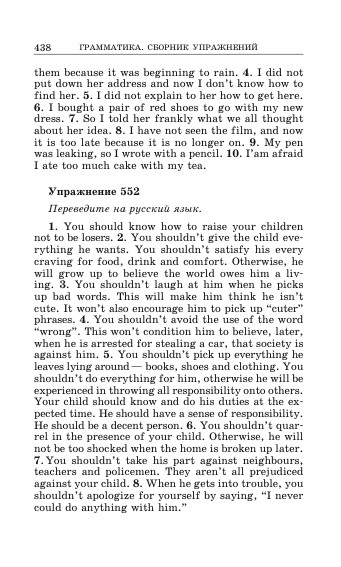 438 ГРАММАТИКА. СБОРНИК УПРАЖНЕНИЙ
them because it was beginning to rain. 4. I did not
put down her address and now I don't know how to
find her. 5. I did not explain to her how to get here.
6. I bought a pair of red shoes to go with my new
dress. 7. So I told her frankly what we all thought
about her idea. 8. I have not seen the film, and now
it is too late because it is no longer on. 9. My pen
was leaking, so I wrote with a pencil. 10. I'am afraid
I ate too much cake with my tea.
Упражнение 552
Переведите на русский язык.
1. You should know how to raise your children
not to be losers. 2. You shouldn't give the child eve-
rything he wants. You shouldn't satisfy his every
craving for food, drink and comfort. Otherwise, he
will grow up to believe the world owes him a liv-
ing. 3. You shouldn't laugh at him when he picks
up bad words. This will make him think he isn't
cute. It won't also encourage him to pick up “cuter”
phrases. 4. You shouldn't avoid the use of the word
“wrong”. This won't condition him to believe, later,
when he is arrested for stealing a car, that society is
against him. 5. You shouldn't pick up everything he
leaves lying around — books, shoes and clothing. You
shouldn't do everything for him, otherwise he will be
experienced in throwing all responsibility onto others.
Your child should know and do his duties at the ex-
pected time. He should have a sense of responsibility.
He should be a decent person. 6. You shouldn't quar-
rel in the presence of your child. Otherwise, he will
not be too shocked when the home is broken up later.
7. You shouldn't take his part against neighbours,
teachers and policemen. They aren't all prejudiced
against your child. 8. When he gets into trouble, you
shouldn't apologize for yourself by saying, “I never
could do anything with him.”